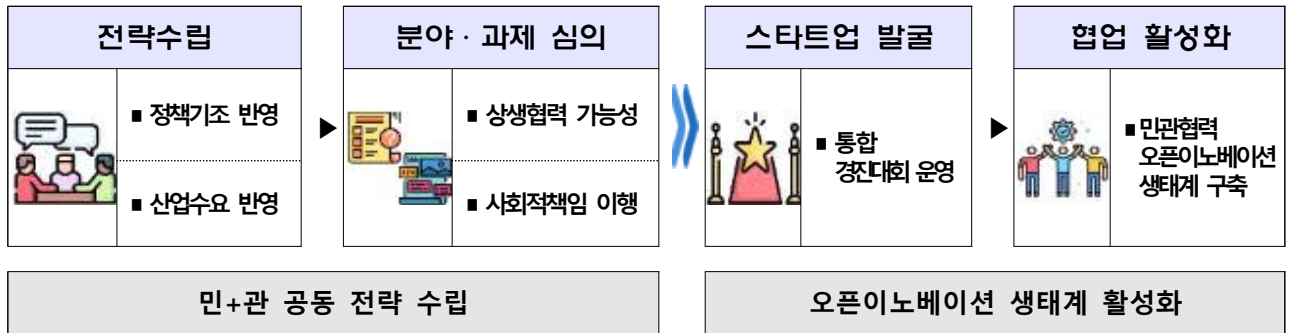 전략수립
■ 정책기조 반영
■ 산업수요 반영
▶
분야·과제 심의
■ 상생협력 가능성
■ 사회적책임 이행
스타트업 발굴
■ 통합
경진대회 운영
▶
협업 활성화
■ 민관협력
오픈이노베이션
생태계 구축
민+관 공동 전략 수립
오픈이노베이션 생태계 활성화